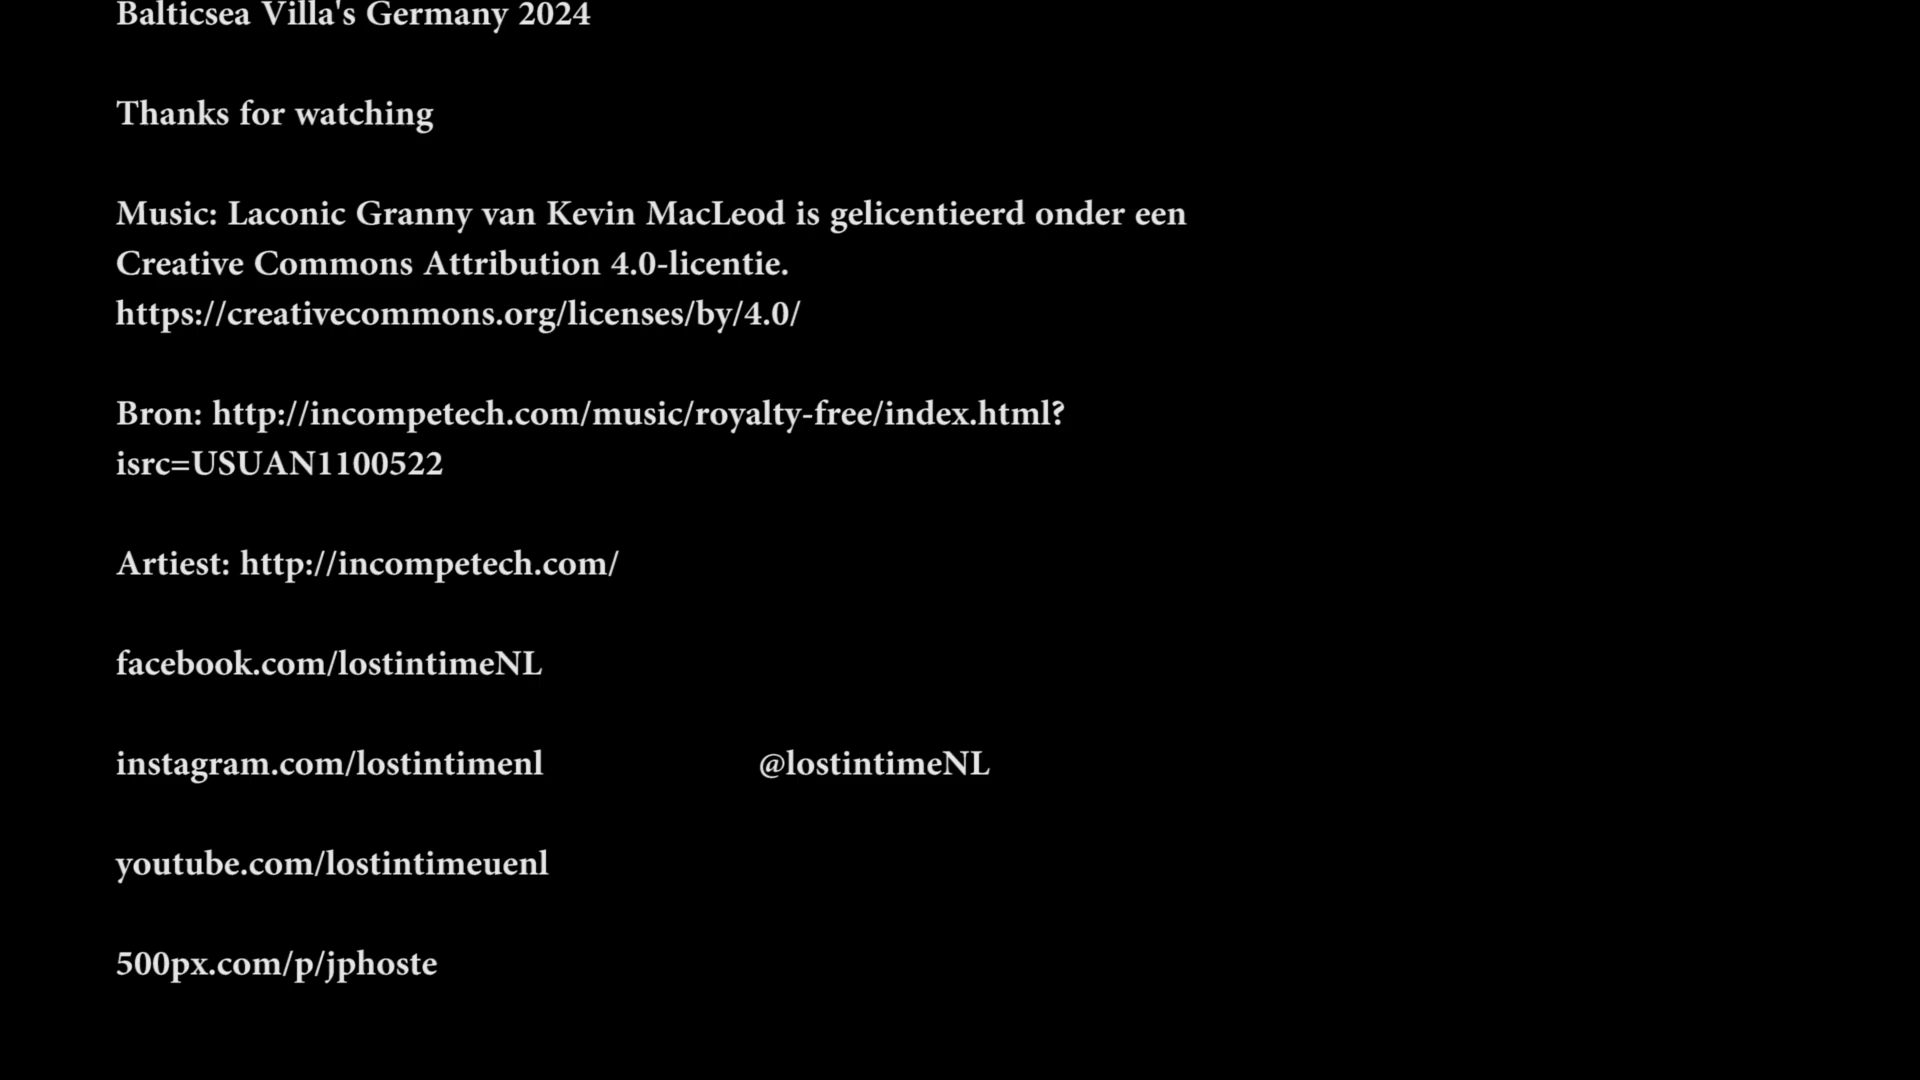 Balticsea Villa's Germany 2024
Thanks for watching
Music: Laconic Granny van Kevin MacLeod is gelicentieerd onder een
Creative Commons Attribution 4.0-licentie.
https://creativecommons.org/licenses/by/4.0/
Bron: http://incompetech.com/music/royalty-free/index.html?
isrc=USUAN1100522
Artiest: http://incompetech.com/
facebook.com/lostintimeNL
instagram.com/lostintimenl @lostintimeNL
youtube.com/lostintimeuenl
500px.com/p/jphoste